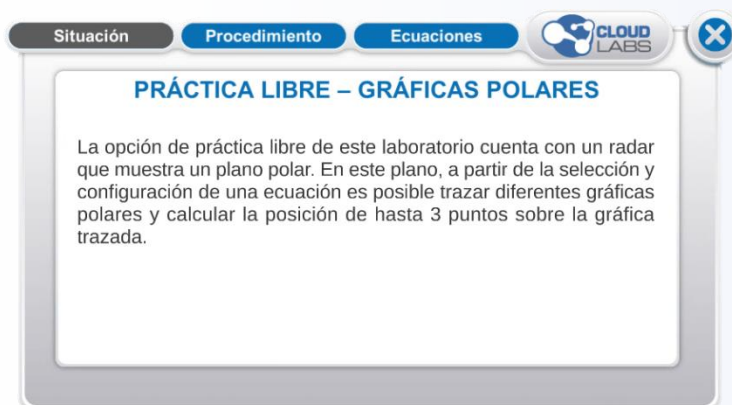 Situación
Procedimiento
Ecuaciones
CLOUD
LABS
PRÁCTICA LIBRE – GRÁFICAS POLARES
La opción de práctica libre de este laboratorio cuenta con un radar
que muestra un plano polar. En este plano, a partir de la selección y
configuración de una ecuación es posible trazar diferentes gráficas
polares y calcular la posición de hasta 3 puntos sobre la gráfica
trazada.